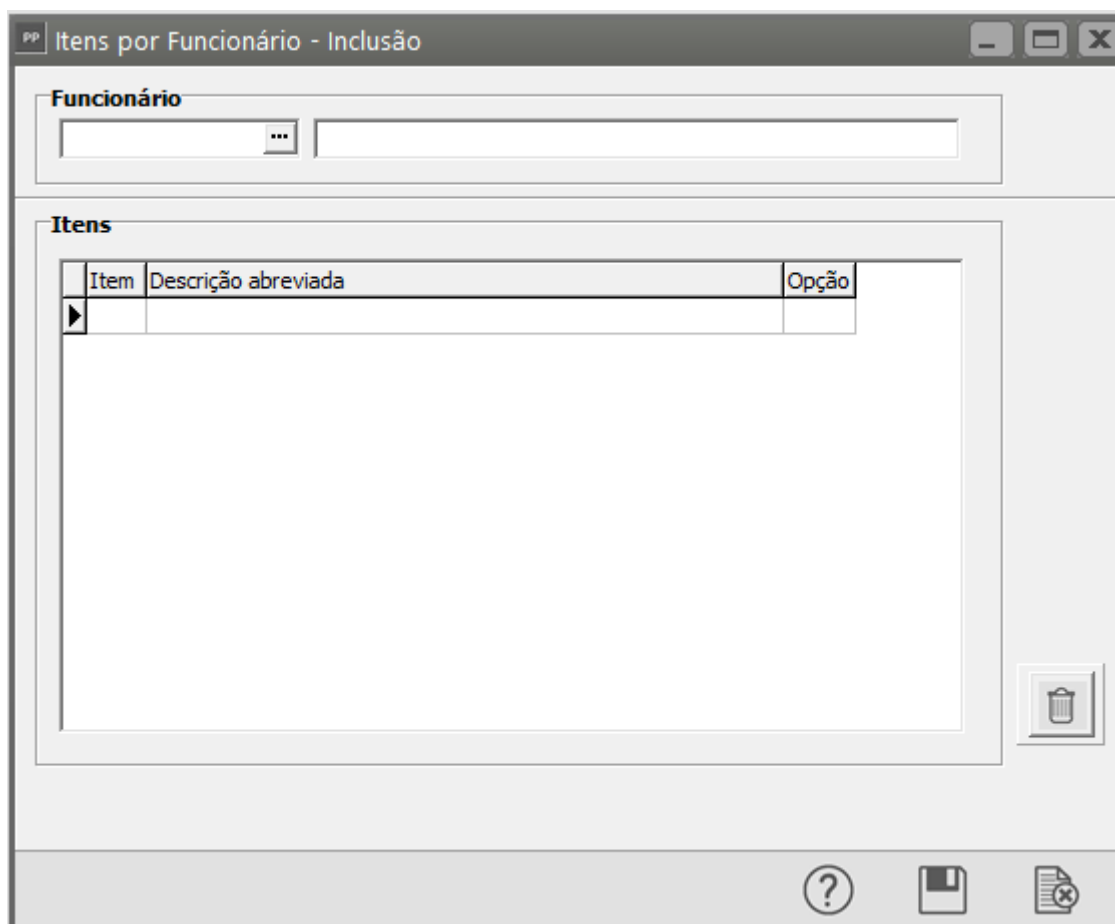 PP Itens por Funcionário - Inclusão
Funcionário
...
Itens
Item Descrição abreviada Opção
?